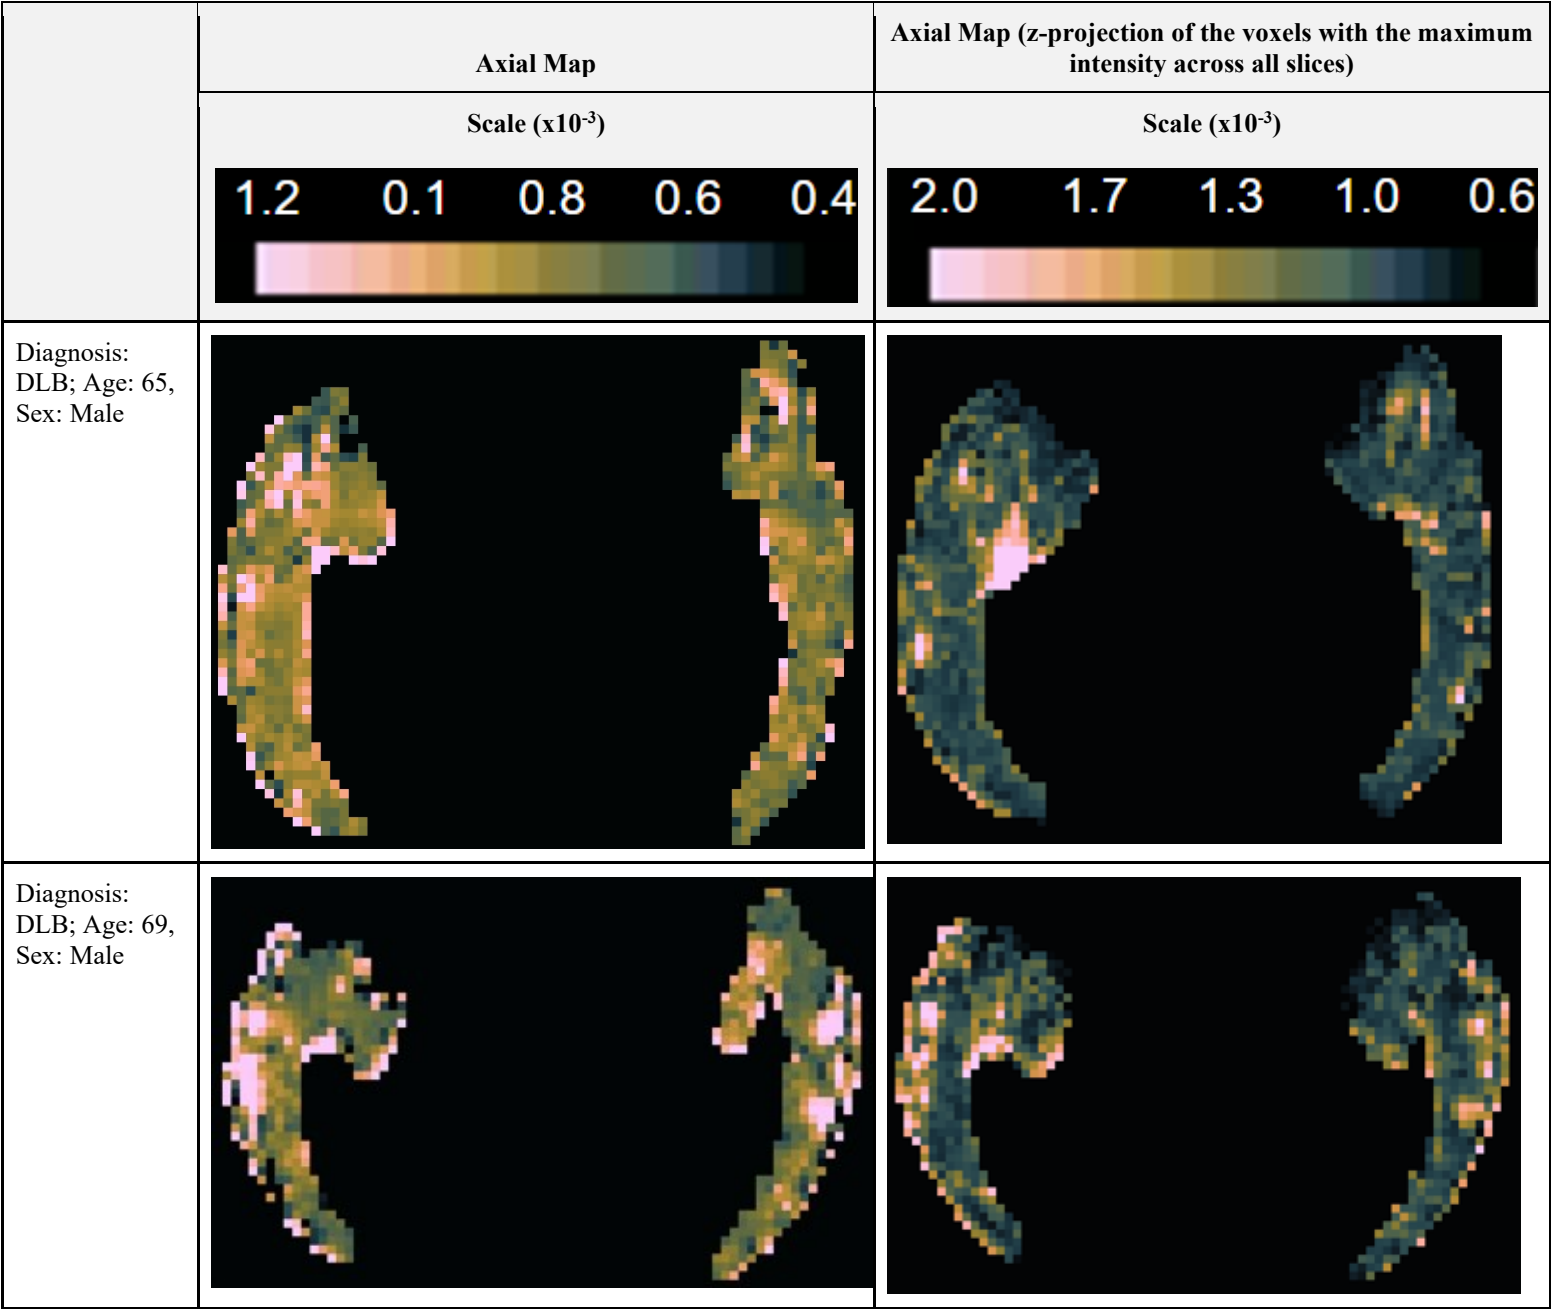 Axial Map
Axial Map (z-projection of the voxels with the maximum
intensity across all slices)
Scale (x10-3)
Scale (x10-3)
1.2 0.1 0.8 0.6 0.4
2.0 1.7 1.3 1.0 0.6
Diagnosis:
DLB; Age: 65,
Sex: Male
Diagnosis:
DLB; Age: 69,
Sex: Male